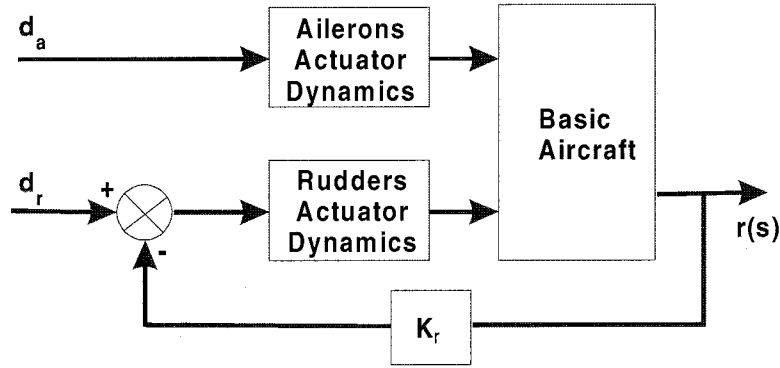 d_a
Ailerons
Actuator
Dynamics
Basic
Aircraft
d_r
+
-
Rudders
Actuator
Dynamics
r(s)
K_r